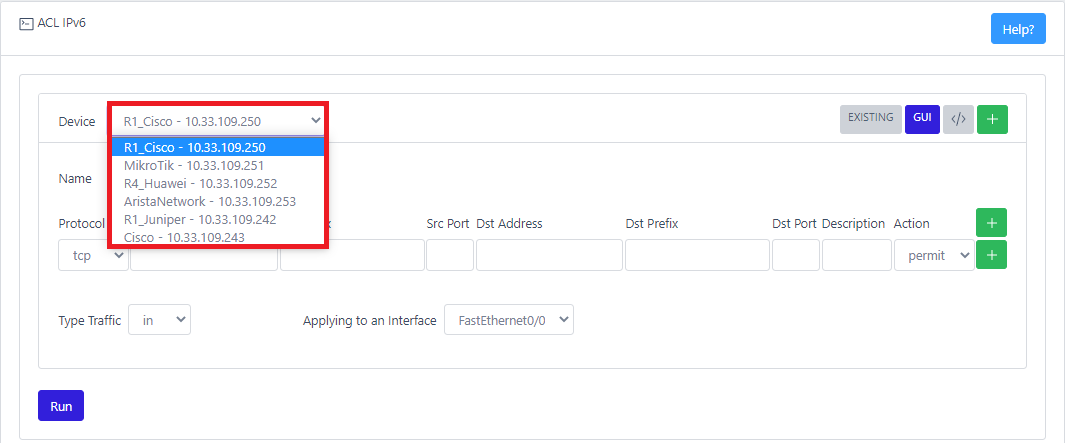 ACL IPv6
Help?
Device R1_Cisco - 10.33.109.250 EXISTING GUI </> +
R1_Cisco - 10.33.109.250
MikroTik - 10.33.109.251
Name R4_Huawei - 10.33.109.252
AristaNetwork - 10.33.109.253
Protocol R1_Juniper - 10.33.109.242 Src Port Dst Address Dst Prefix Dst Port Description Action +
Cisco - 10.33.109.243
tcp permit +
Type Traffic in Applying to an Interface FastEthernet0/0
Run